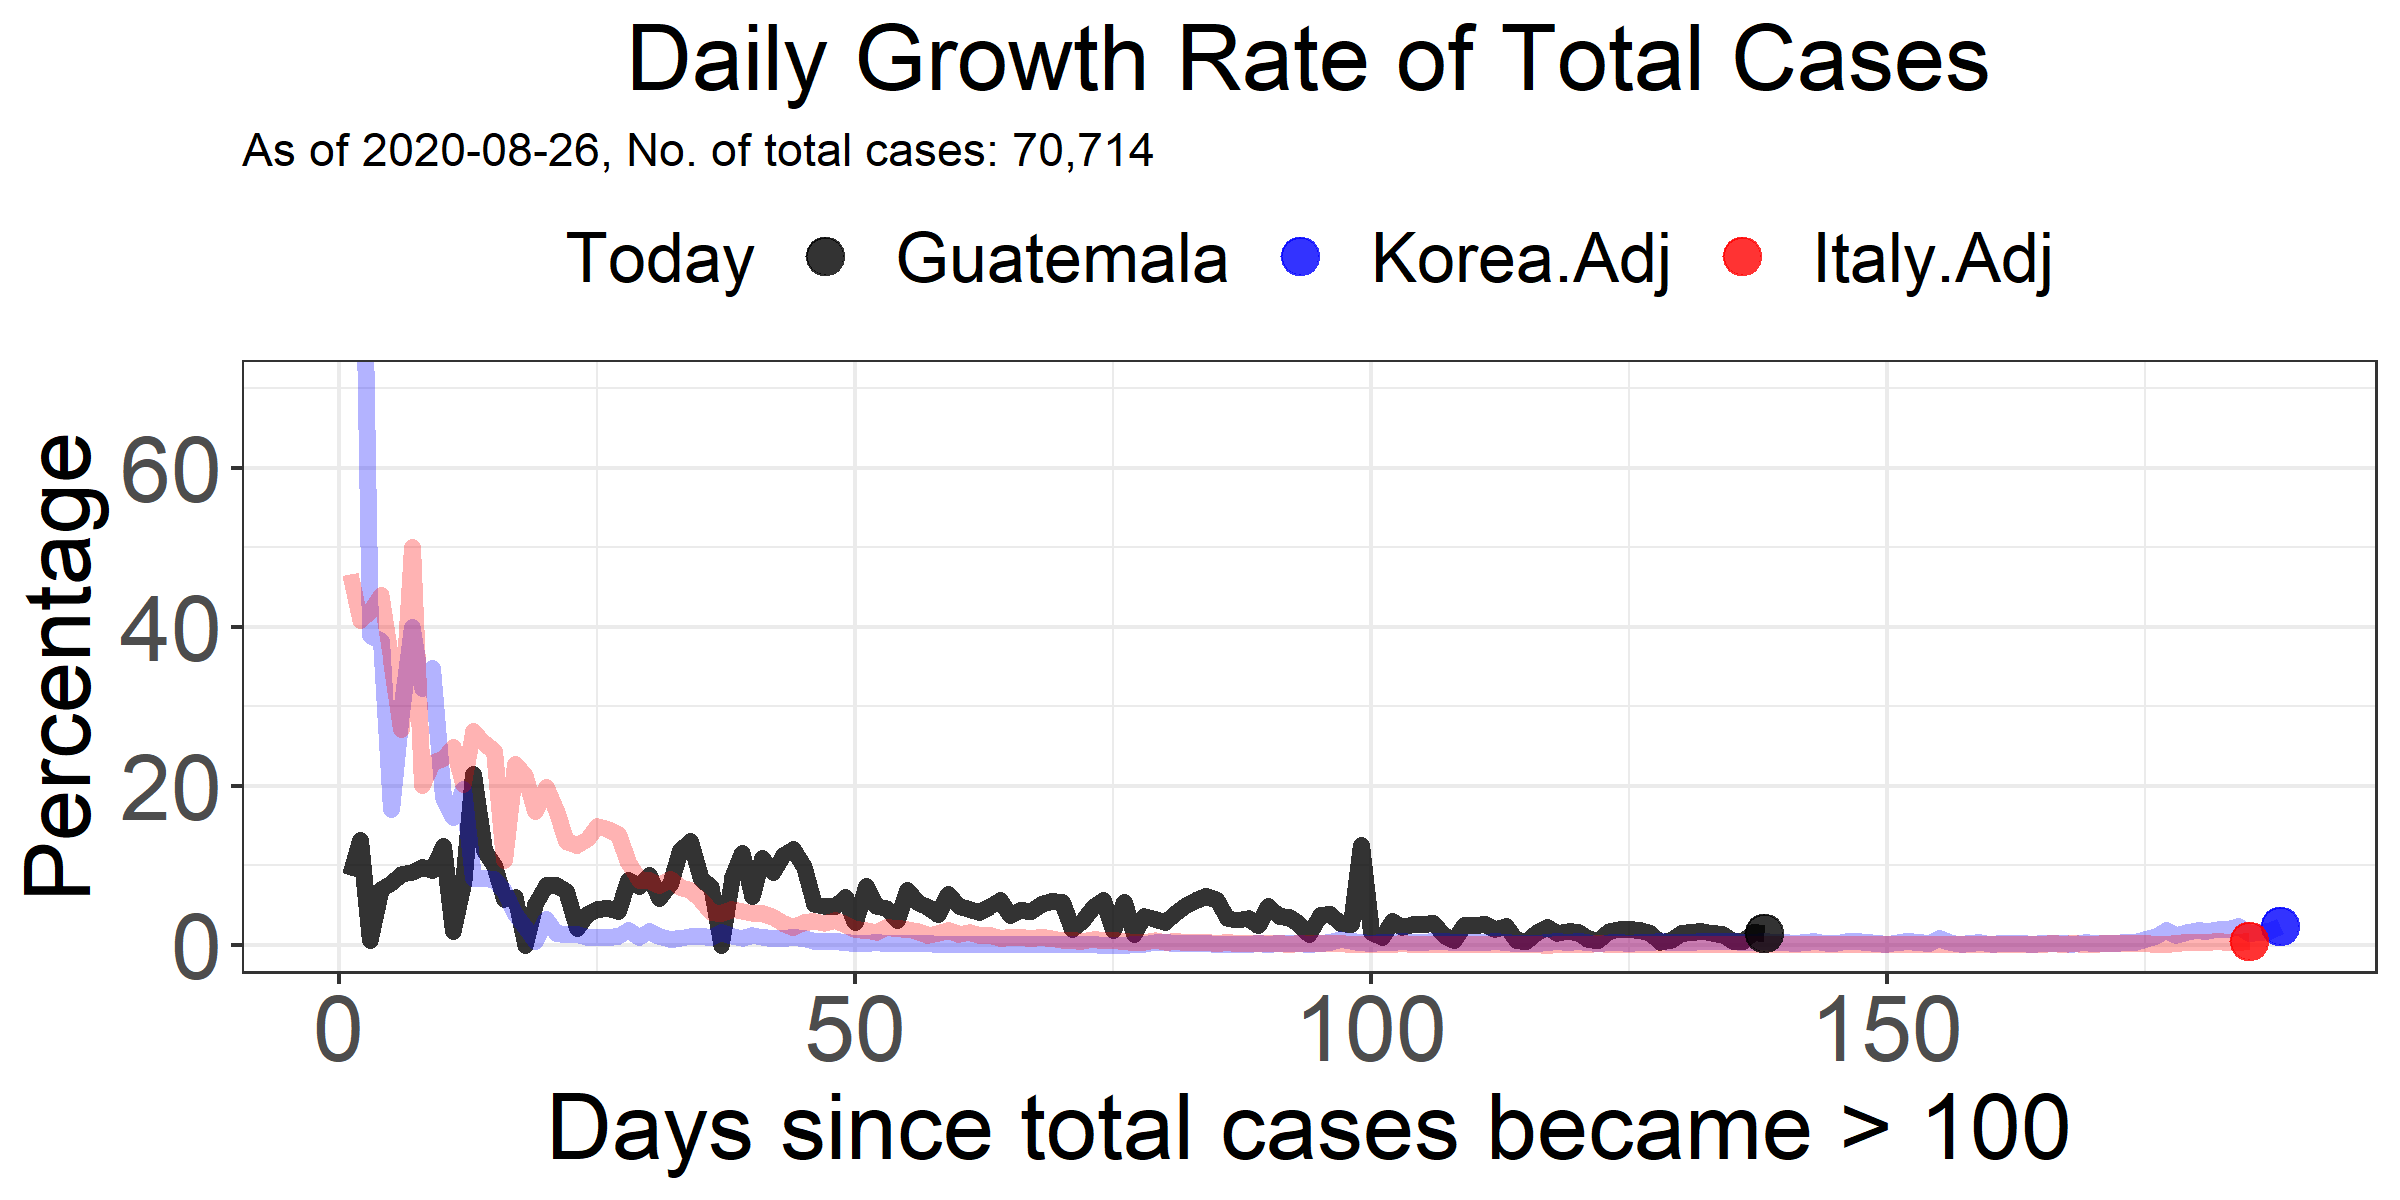 Daily Growth Rate of Total Cases
As of 2020-08-26, No. of total cases: 70,714
Today Guatemala Korea.Adj Italy.Adj
Percentage
60
40
20
0
0 50 100 150
Days since total cases became > 100